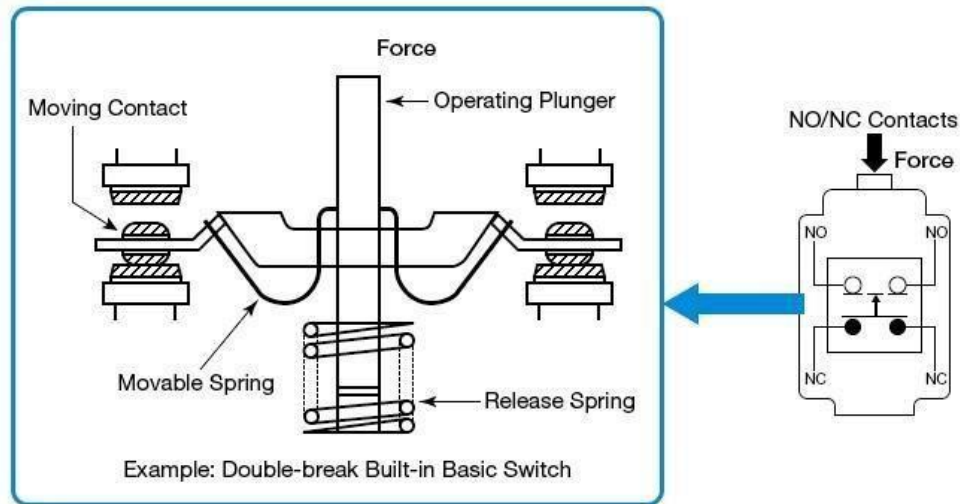 Force
Moving Contact
Operating Plunger
Movable Spring
Release Spring
Example: Double-break Built-in Basic Switch
NO/NC Contacts
Force
NO
NO
NC
NC